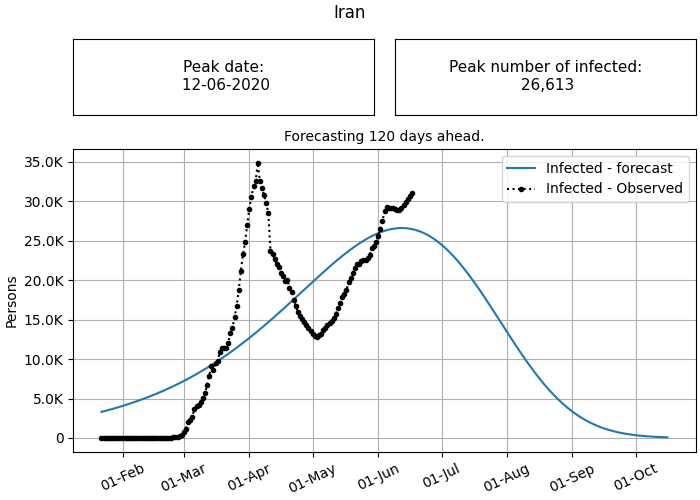 Iran
Peak date:
12-06-2020
Peak number of infected:
26,613
Forecasting 120 days ahead.
35.0K
30.0K
25.0K
20.0K
15.0K
10.0K
5.0K
0
Persons
Infected - forecast
Infected - Observed
01-Feb
01-Mar
01-Apr
01-May
01-Jun
01-Jul
01-Aug
01-Sep
01-Oct